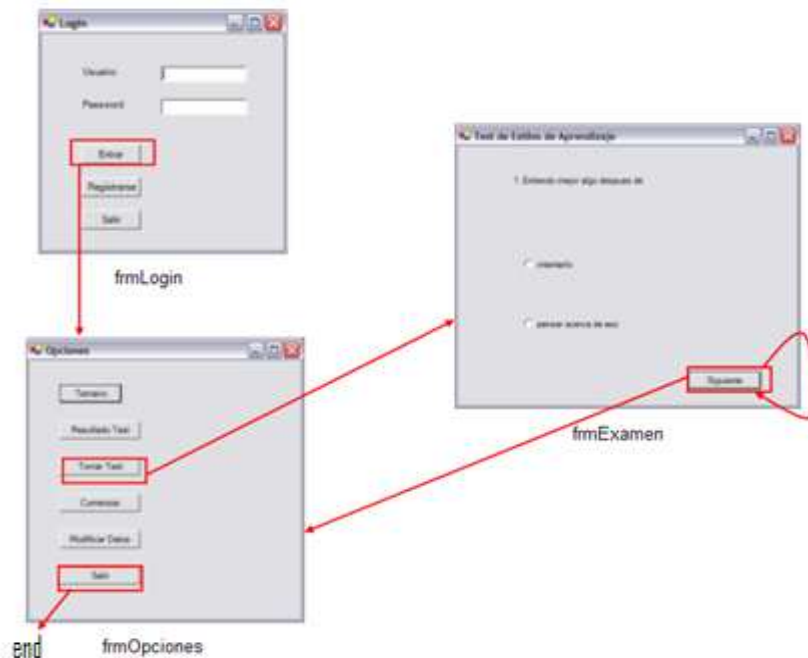 Login
Usuario
Password
Entrar
Registrarse
Salir
frmLogin
Test de Estilos de Aprendizaje
1. Entiendo mejor algo despues de
intentarlo
pensar acerca de eso
Siguiente
frmExamen
Opciones
Resultado Test
Tomar Test
Comenzar
Modificar Datos
Salir
end
frmOpciones